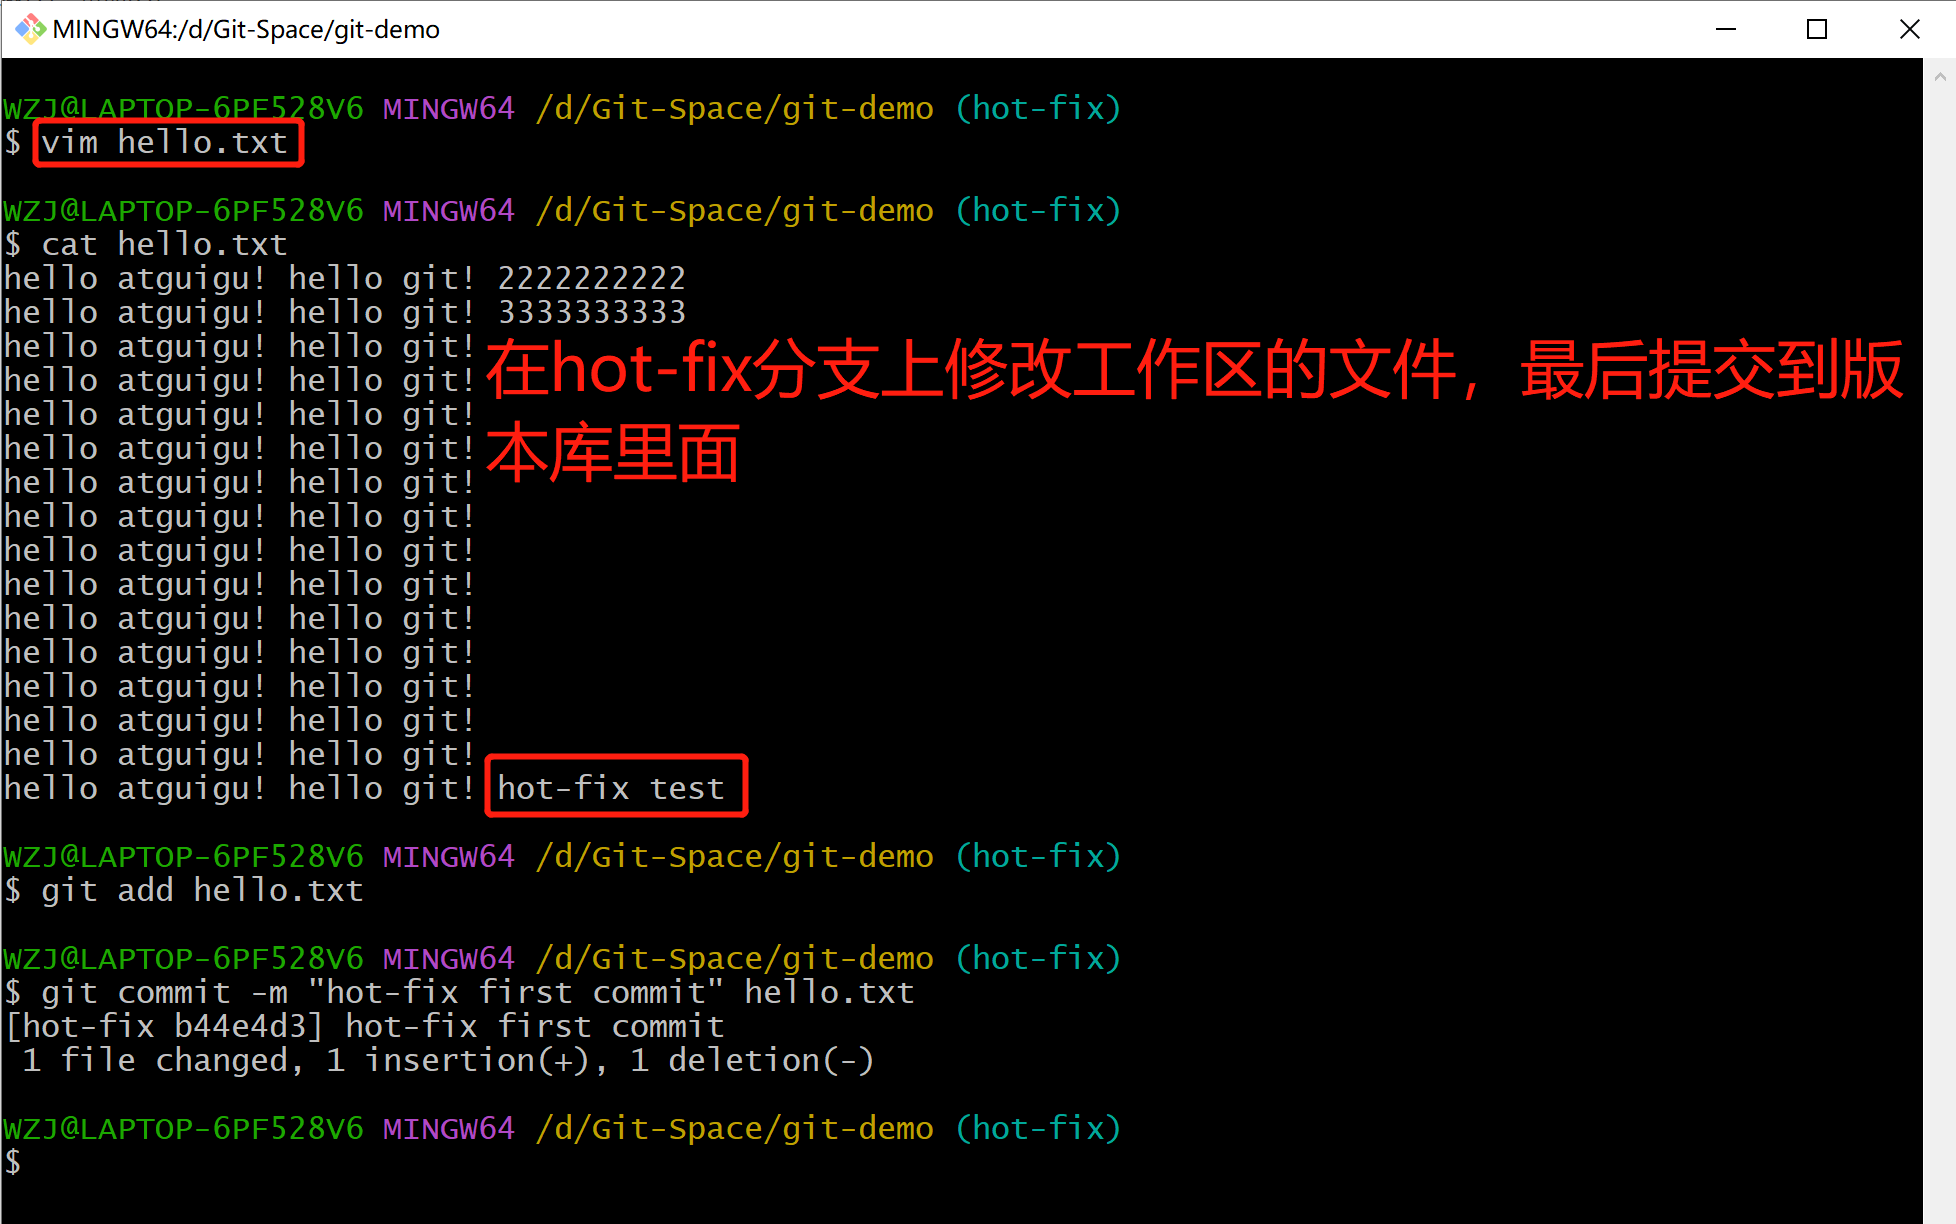 MINGW64:/d/Git-Space/git-demo
WZJ@LAPTOP-6PF528V6 MINGW64 /d/Git-Space/git-demo (hot-fix)
$ vim hello.txt
WZJ@LAPTOP-6PF528V6 MINGW64 /d/Git-Space/git-demo (hot-fix)
$ cat hello.txt
hello atguigu! hello git! 2222222222
hello atguigu! hello git! 3333333333
hello atguigu! hello git!
hello atguigu! hello git!
在hot-fix分支上修改工作区的文件，最后提交到版
hello atguigu! hello git!
hello atguigu! hello git!
本库里面
hello atguigu! hello git!
hello atguigu! hello git!
hello atguigu! hello git!
hello atguigu! hello git!
hello atguigu! hello git!
hello atguigu! hello git!
hello atguigu! hello git!
hello atguigu! hello git!
hello atguigu! hello git!
hello atguigu! hello git! hot-fix test
WZJ@LAPTOP-6PF528V6 MINGW64 /d/Git-Space/git-demo (hot-fix)
$ git add hello.txt
WZJ@LAPTOP-6PF528V6 MINGW64 /d/Git-Space/git-demo (hot-fix)
$ git commit -m "hot-fix first commit" hello.txt
[hot-fix b44e4d3] hot-fix first commit
1 file changed, 1 insertion(+), 1 deletion(-)
WZJ@LAPTOP-6PF528V6 MINGW64 /d/Git-Space/git-demo (hot-fix)
$